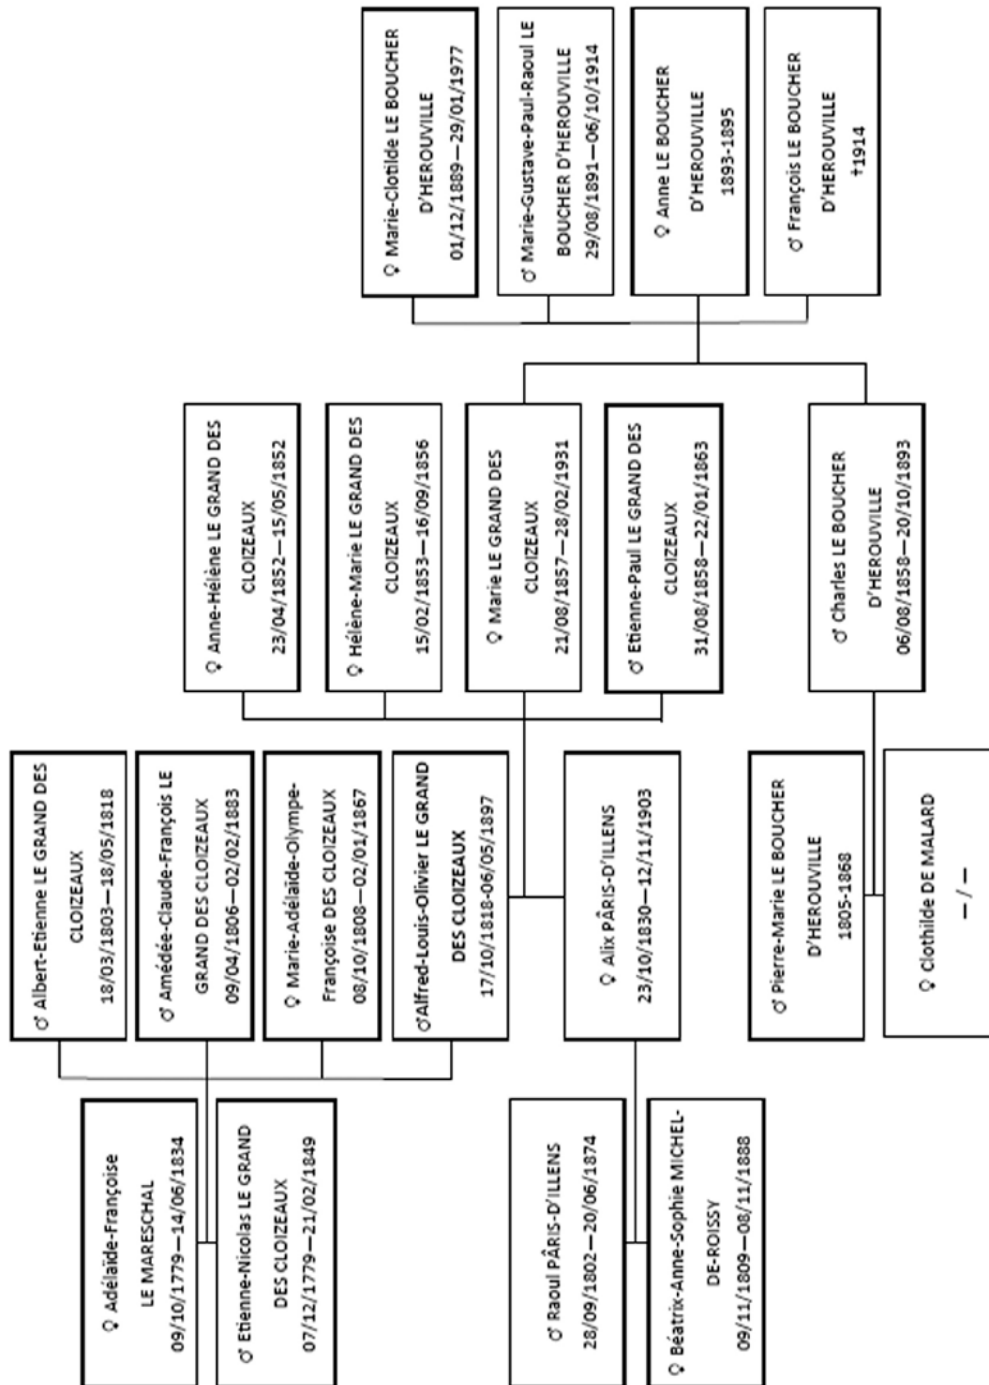 ♀ Adélaïde-Françoise
LE MARESCHAL
09/10/1779—14/06/1834
♂ Etienne-Nicolas LE GRAND
DES CLOIZEAUX
07/12/1779—21/02/1849
♂ Raoul PÂRIS-D'ILLENS
28/09/1802—20/06/1874
♀ Béatrix-Anne-Sophie MICHEL-
DE-ROISSY
09/11/1809—08/11/1888
♂ Albert-Etienne LE GRAND DES
CLOIZEAUX
18/03/1803—18/05/1818
♂ Amédée-Claude-François LE
GRAND DES CLOIZEAUX
09/04/1806—02/02/1883
♀ Marie-Adélaïde-Olympe-
Françoise DES CLOIZEAUX
08/10/1808—02/01/1867
♂Alfred-Louis-Olivier LE GRAND
DES CLOIZEAUX
17/10/1818-06/05/1897
♀ Alix PÂRIS-D'ILLENS
23/10/1830—12/11/1903
♂ Pierre-Marie LE BOUCHER
D'HEROUVILLE
1805-1868
♀ Clothilde DE MALARD
— / —
♀ Anne-Hélène LE GRAND DES
CLOIZEAUX
23/04/1852—15/05/1852
♀ Hélène-Marie LE GRAND DES
CLOIZEAUX
15/02/1853—16/09/1856
♀ Marie LE GRAND DES
CLOIZEAUX
21/08/1857—28/02/1931
♂ Etienne-Paul LE GRAND DES
CLOIZEAUX
31/08/1858—22/01/1863
♂ Charles LE BOUCHER
D'HEROUVILLE
06/08/1858—20/10/1893
♀ Marie-Clotilde LE BOUCHER
D'HEROUVILLE
01/12/1889—29/01/1977
♂ Marie-Gustave-Paul-Raoul LE
BOUCHER D'HEROUVILLE
29/08/1891—06/10/1914
♀ Anne LE BOUCHER
D'HEROUVILLE
1893-1895
♂ François LE BOUCHER
D'HEROUVILLE
†1914